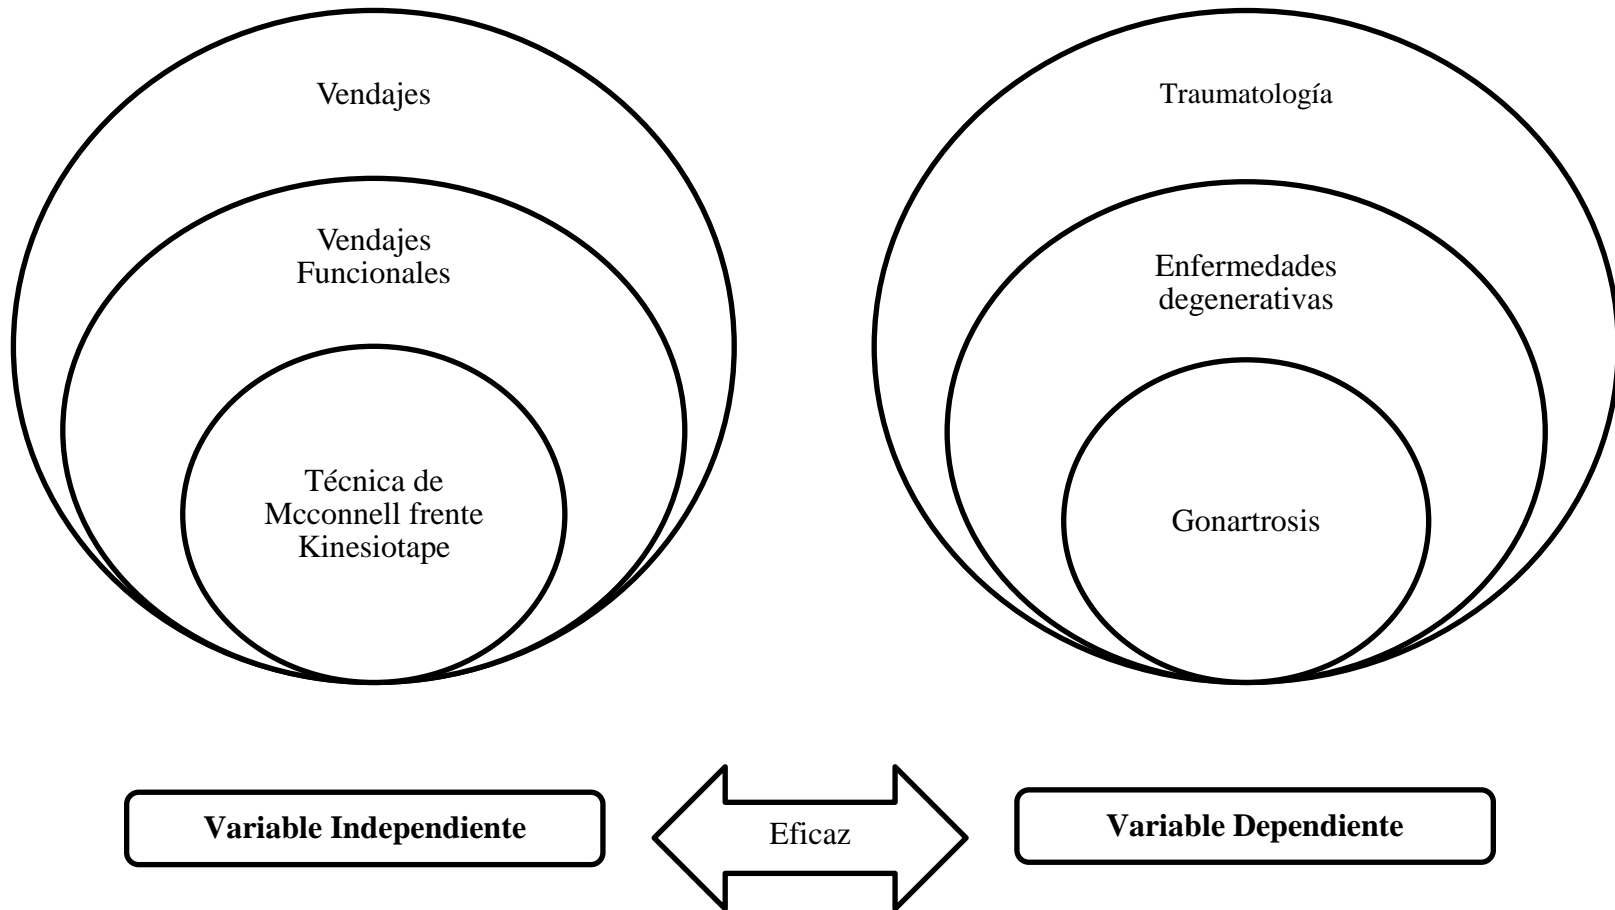 Vendajes
Vendajes
Funcionales
Técnica de
Mcconnell frente
Kinesiotape
Traumatología
Enfermedades
degenerativas
Gonartrosis
Variable Independiente
Eficaz
Variable Dependiente